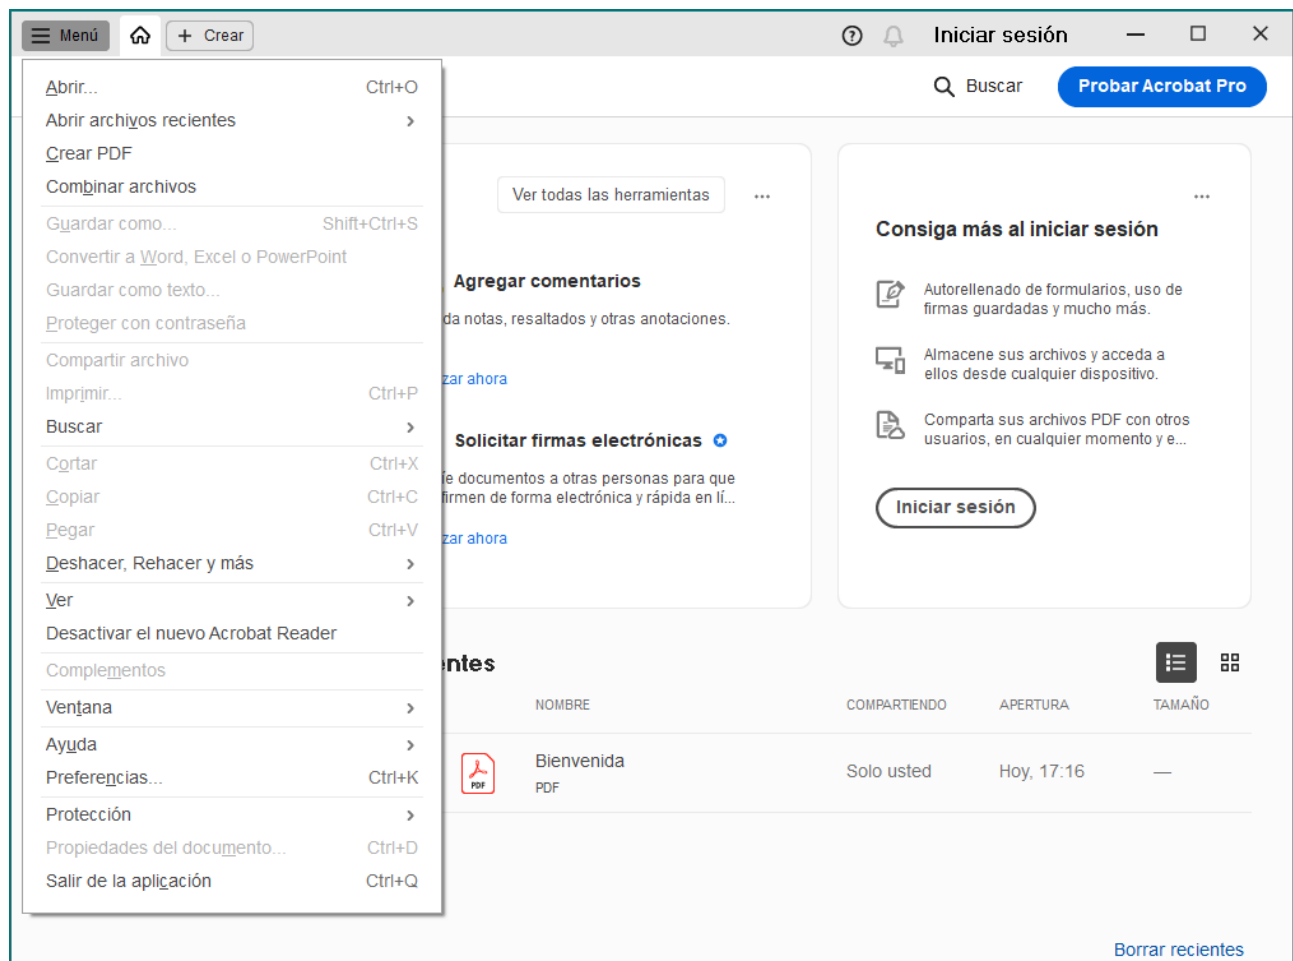 Menú
+ Crear
Iniciar sesión
Buscar
Probar Acrobat Pro
Abrir... Ctrl+O
Abrir archivos recientes
Crear PDF
Combinar archivos
Guardar como... Shift+Ctrl+S
Convertir a Word, Excel o PowerPoint
Guardar como texto...
Proteger con contraseña
Compartir archivo
Imprimir... Ctrl+P
Buscar
Cortar Ctrl+X
Copiar Ctrl+C
Pegar Ctrl+V
Deshacer, Rehacer y más
Ver
Desactivar el nuevo Acrobat Reader
Complementos
Ventana
Ayuda
Preferencias... Ctrl+K
Protección
Propiedades del documento... Ctrl+D
Salir de la aplicación Ctrl+Q
Ver todas las herramientas
Agregar comentarios
da notas, resaltados y otras anotaciones.
zar ahora
Solicitar firmas electrónicas
íe documentos a otras personas para que
firmen de forma electrónica y rápida en lí...
zar ahora
Consiga más al iniciar sesión
Autorellenado de formularios, uso de
firmas guardadas y mucho más.
Almacene sus archivos y acceda a
ellos desde cualquier dispositivo.
Comparta sus archivos PDF con otros
usuarios, en cualquier momento y e...
Iniciar sesión
entes
NOMBRE COMPARTIENDO APERTURA TAMAÑO
PDF
Bienvenida
PDF
Solo usted Hoy, 17:16 —
Borrar recientes